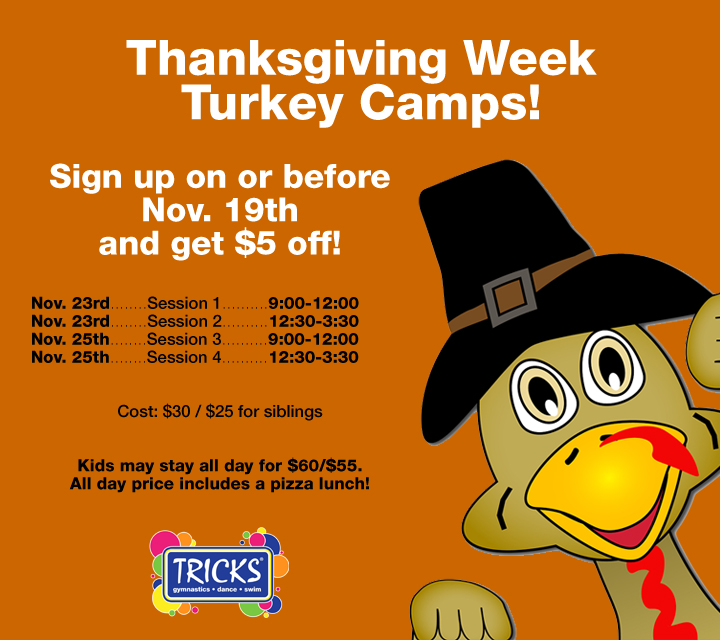 Thanksgiving Week
Turkey Camps!
Sign up on or before
Nov. 19th
and get $5 off!
Nov. 23rd........Session 1..........9:00-12:00
Nov. 23rd........Session 2..........12:30-3:30
Nov. 25th........Session 3..........9:00-12:00
Nov. 25th........Session 4..........12:30-3:30
Cost: $30 / $25 for siblings
Kids may stay all day for $60/$55.
All day price includes a pizza lunch!
TRICKS
gymnastics • dance • swim